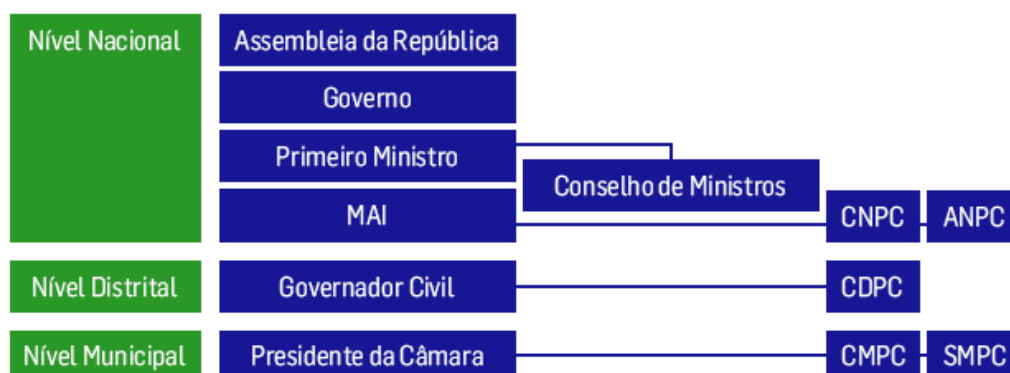 Nível Nacional
Assembleia da República
Governo
Primeiro Ministro
Conselho de Ministros
MAI
CNPC
ANPC
Nível Distrital
Governador Civil
CDPC
Nível Municipal
Presidente da Câmara
CMPC
SMPC